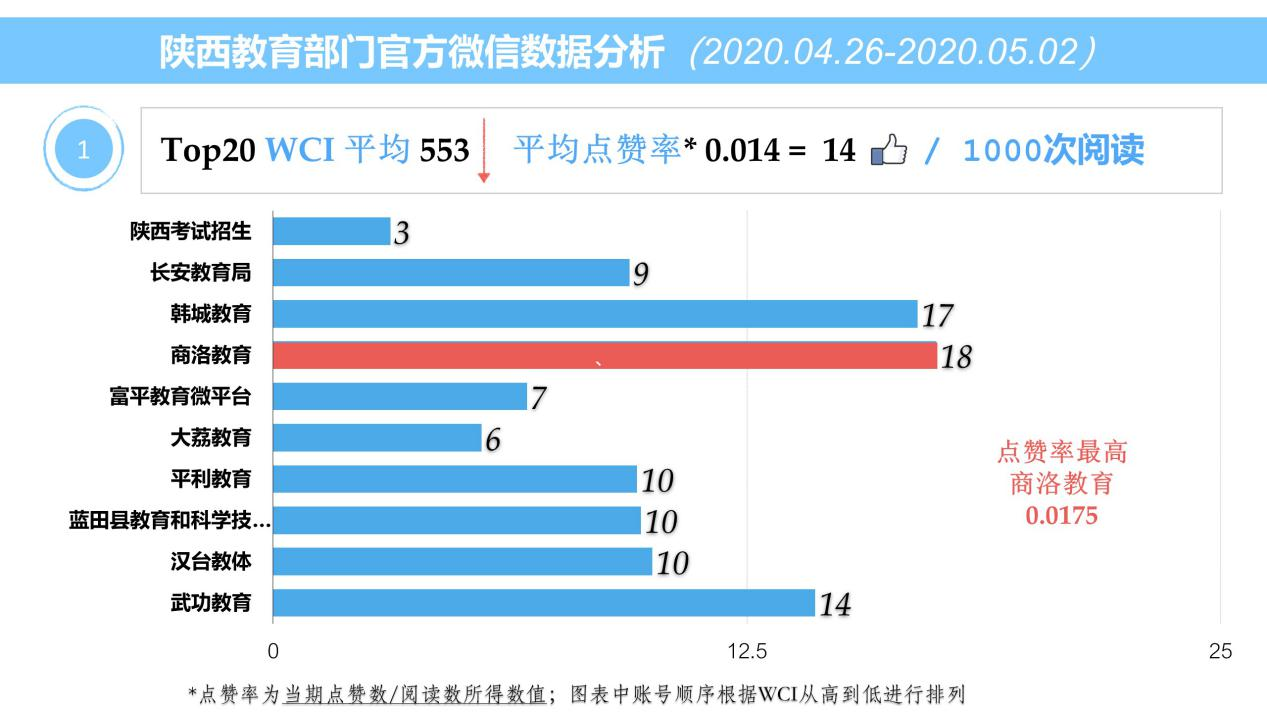 陕西教育部门官方微信数据分析（2020.04.26-2020.05.02）
1
Top20 WCI 平均 553 平均点赞率* 0.014 = 14 / 1000次阅读
陕西考试招生 3
长安教育局 9
韩城教育 17
商洛教育 、 18
富平教育微平台 7
大荔教育 6
平利教育 10
蓝田县教育和科学技… 10
汉台教体 10
武功教育 14
点赞率最高
商洛教育
0.0175
0 12.5 25
*点赞率为当期点赞数/阅读数所得数值；图表中账号顺序根据WCI从高到低进行排列